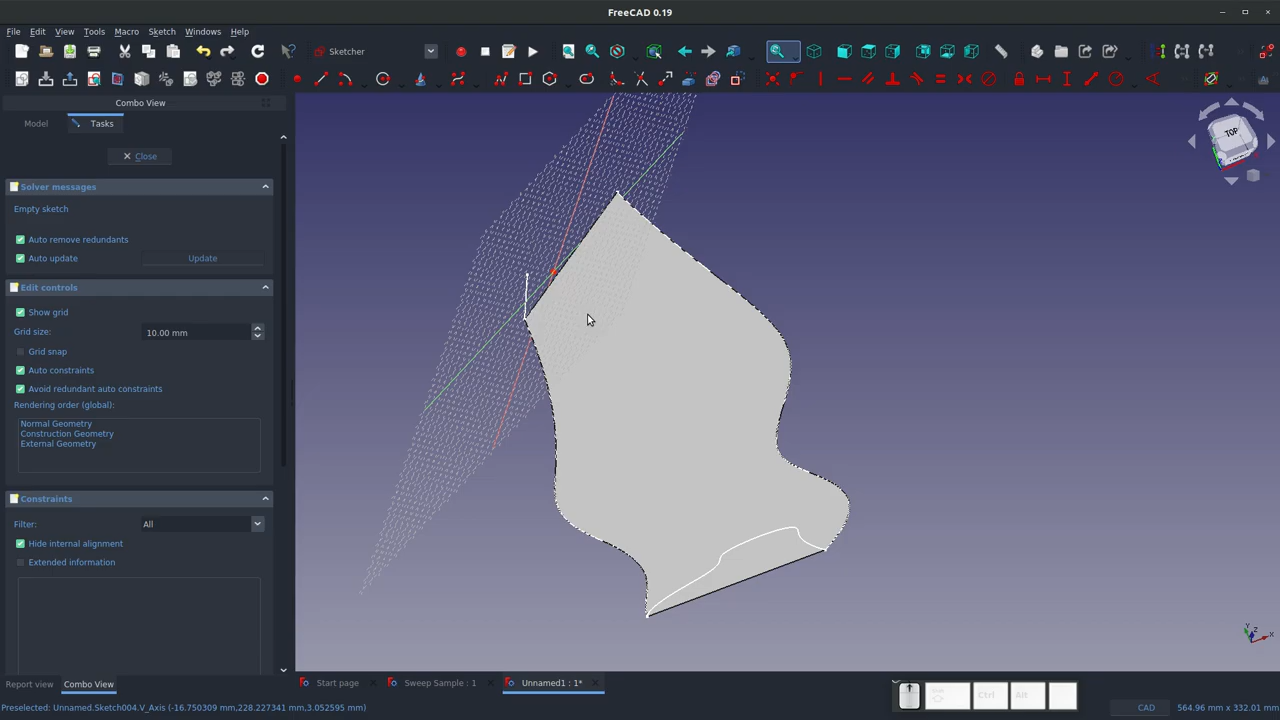 FreeCAD 0.19
File Edit View Tools Macro Sketch Windows Help
Sketcher
Combo View
Model Tasks
Close
Solver messages
Empty sketch
Auto remove redundants
Auto update Update
Edit controls
Show grid
Grid size: 10.00 mm
Grid snap
Auto constraints
Avoid redundant auto constraints
Rendering order (global):
Normal Geometry
Construction Geometry
External Geometry
Constraints
Filter: All
Hide internal alignment
Extended information
TOP
Y Z X
Report view Combo View Start page Sweep Sample : 1 Unnamed1 : 1*
Ctrl Alt
Preselected: Unnamed.Sketch004.V_Axis (-16.750309 mm,228.227341 mm,3.052595 mm) CAD 564.96 mm x 332.01 mm